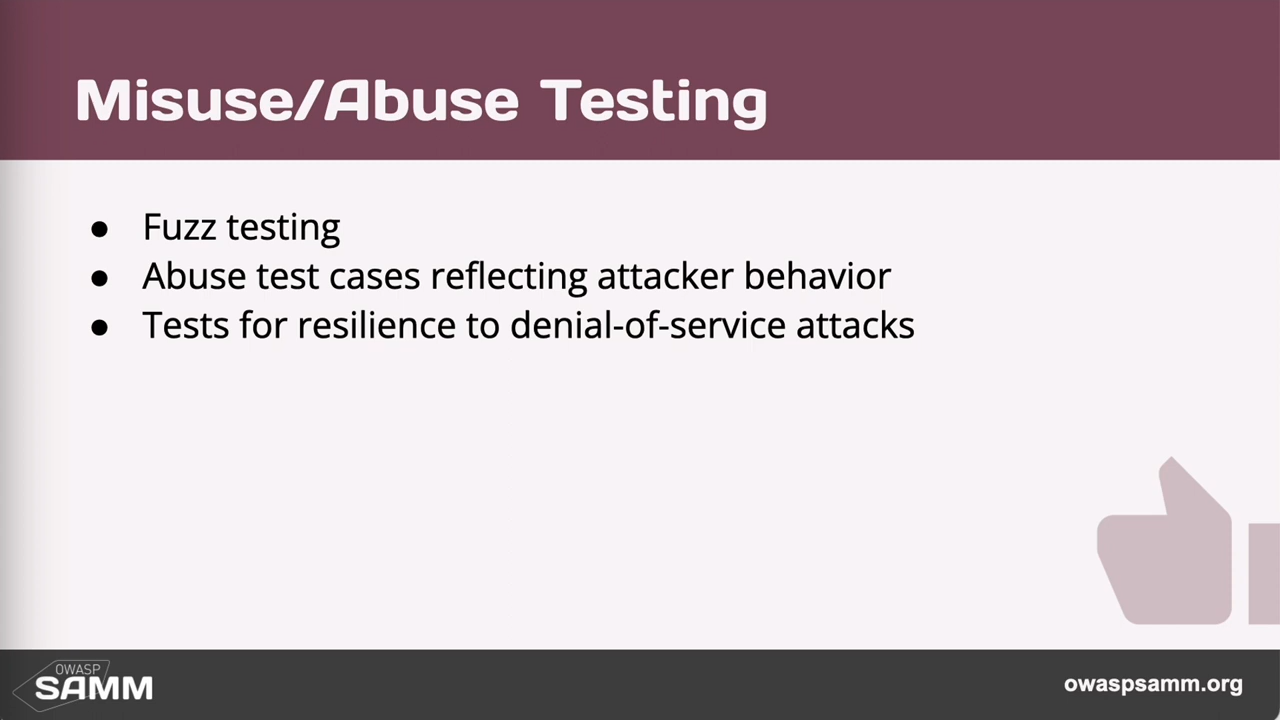 Misuse/Abuse Testing
● Fuzz testing
● Abuse test cases reflecting attacker behavior
● Tests for resilience to denial-of-service attacks
OWASP
SAMM
owaspsamm.org